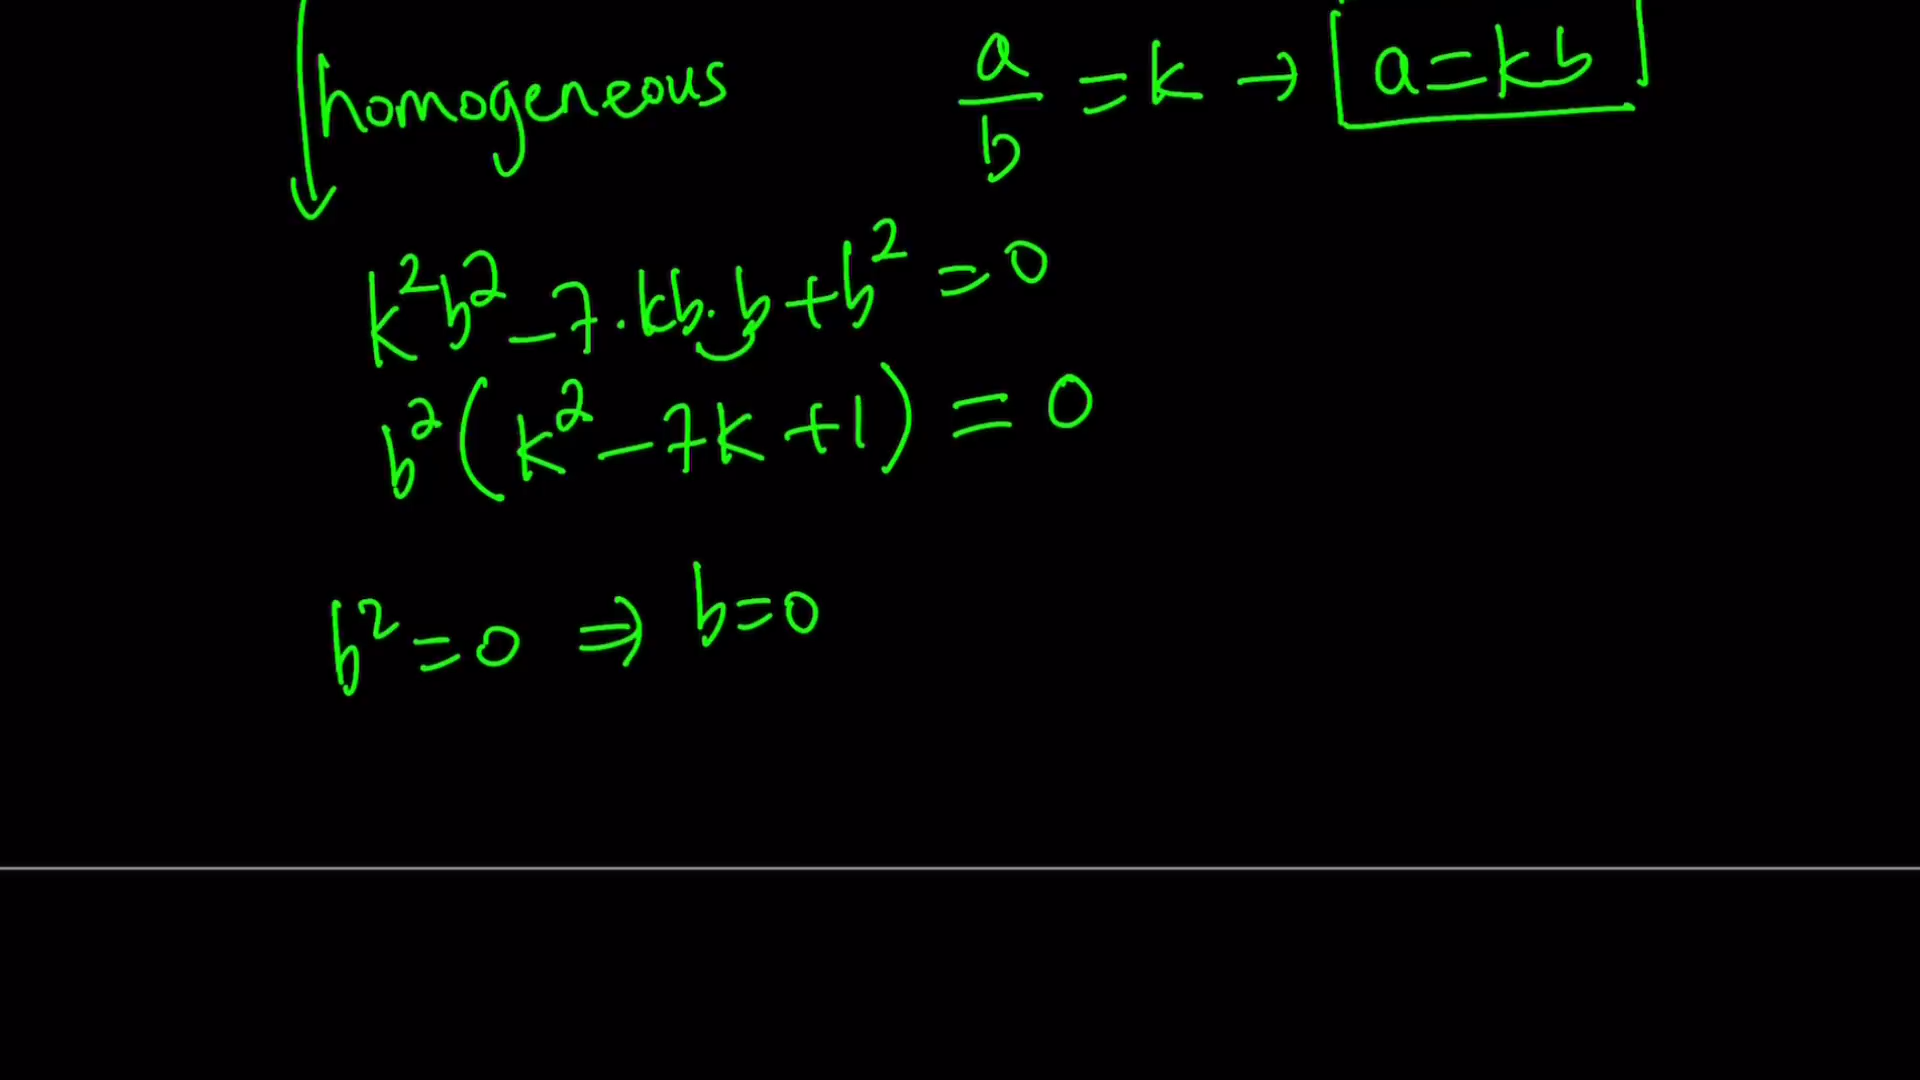 homogeneous a/b = k → a = kb
k²b² - 7·kb·b + b² = 0
b²(k² - 7k + 1) = 0
b² = 0 ⇒ b = 0